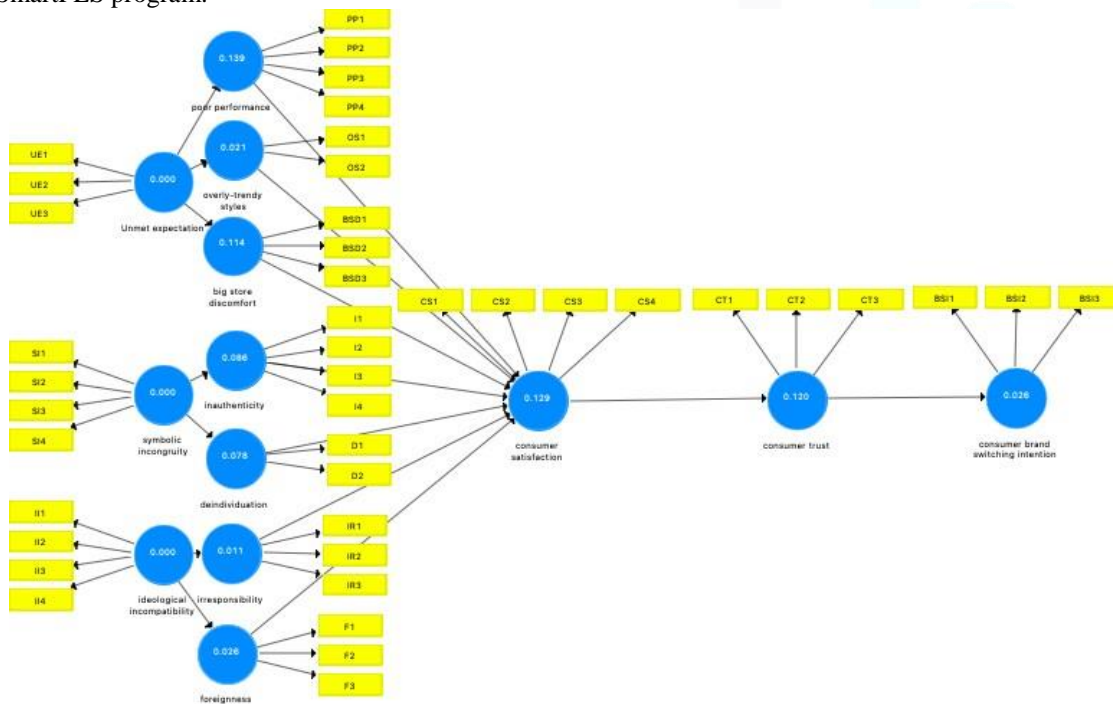 SmartPLS program.
PP1
0.139
PP2
PP3
PP4
poor performance
OS1
0.021
OS2
UE1
UE2
UE3
0.000
overly-trendy
styles
Unmet expectation
BSD1
0.114
BSD2
BSD3
big store
discomfort
CS1
CS2
CS3
CS4
CT1
CT2
CT3
BSI1
BSI2
BSI3
I1
I2
I3
I4
0.086
inauthenticity
SI1
SI2
SI3
SI4
0.000
symbolic
incongruity
D1
D2
0.078
deindividuation
0.129
consumer
satisfaction
0.120
consumer trust
0.026
consumer brand
switching intention
II1
II2
II3
II4
0.000
ideological
incompatibility
0.011
irresponsibility
IR1
IR2
IR3
F1
0.026
F2
F3
foreignness